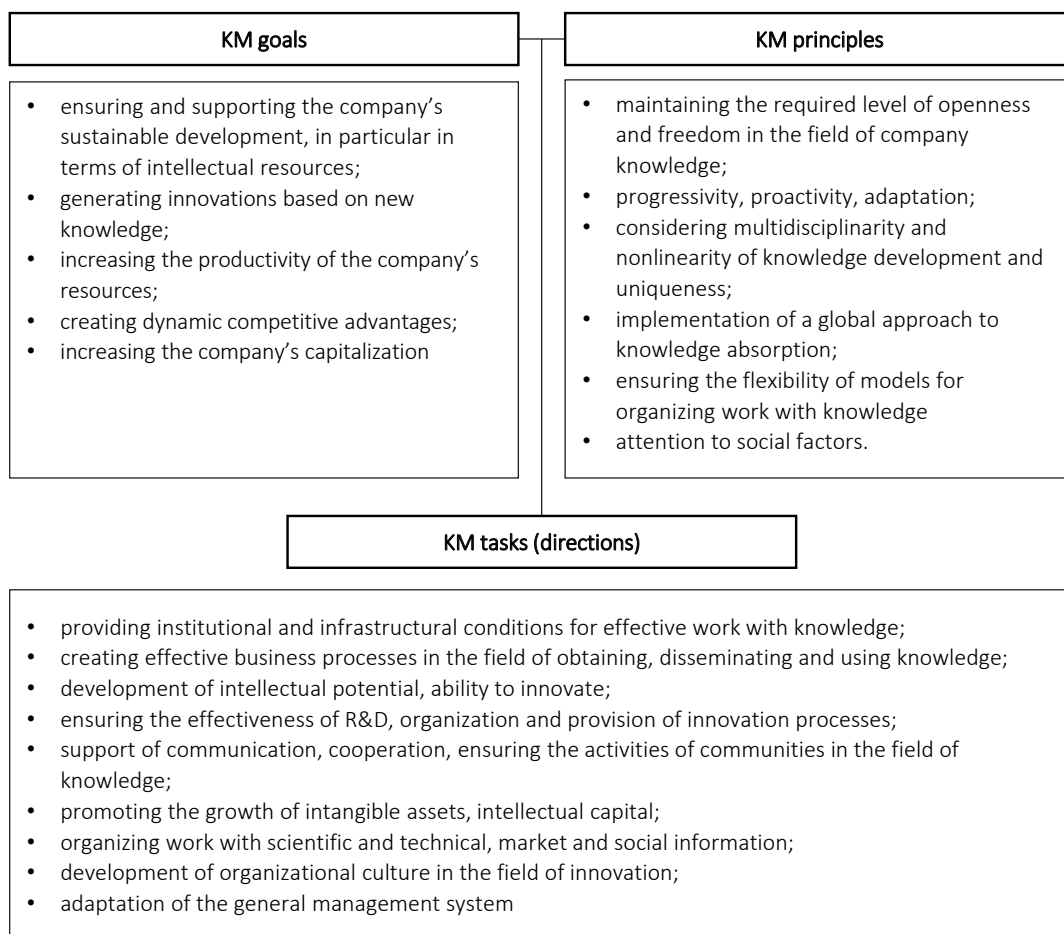 KM goals
• ensuring and supporting the company’s
sustainable development, in particular in
terms of intellectual resources;
• generating innovations based on new
knowledge;
• increasing the productivity of the company’s
resources;
• creating dynamic competitive advantages;
• increasing the company’s capitalization
KM principles
• maintaining the required level of openness
and freedom in the field of company
knowledge;
• progressivity, proactivity, adaptation;
• considering multidisciplinarity and
nonlinearity of knowledge development and
uniqueness;
• implementation of a global approach to
knowledge absorption;
• ensuring the flexibility of models for
organizing work with knowledge
• attention to social factors.
KM tasks (directions)
• providing institutional and infrastructural conditions for effective work with knowledge;
• creating effective business processes in the field of obtaining, disseminating and using knowledge;
• development of intellectual potential, ability to innovate;
• ensuring the effectiveness of R&D, organization and provision of innovation processes;
• support of communication, cooperation, ensuring the activities of communities in the field of
knowledge;
• promoting the growth of intangible assets, intellectual capital;
• organizing work with scientific and technical, market and social information;
• development of organizational culture in the field of innovation;
• adaptation of the general management system